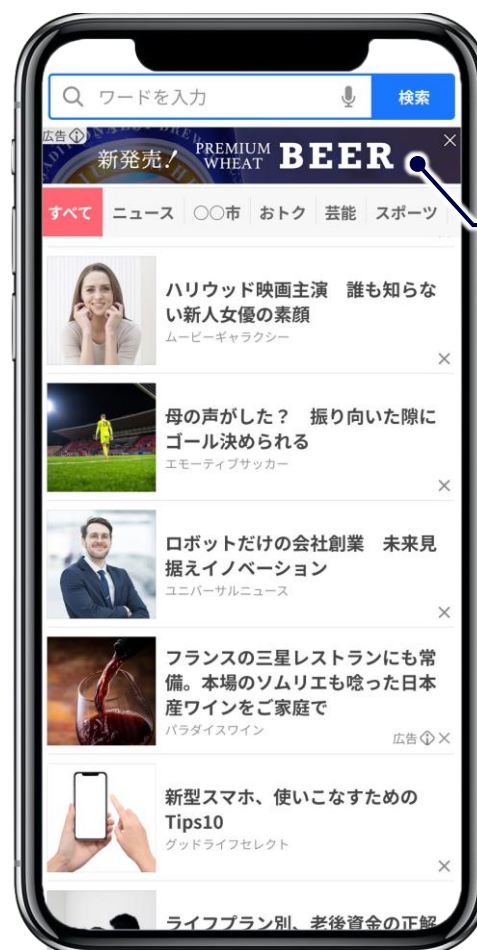 ワードを入力
検索
広告
新発売!
PREMIUM
WHEAT
BEER
すべて ニュース ○○市 おトク 芸能 スポーツ
ハリウッド映画主演 誰も知らな
い新人女優の素顔
ムービーギャラクシー
母の声がした? 振り向いた隙に
ゴール決められる
エモーティブサッカー
ロボットだけの会社創業 未来見
据えイノベーション
ユニバーサルニュース
フランスの三星レストランにも常
備。本場のソムリエも唸った日本
産ワインをご家庭で
パラダイスワイン
広告
新型スマホ、使いこなすための
Tips10
グッドライフセレクト
ライフプラン別、老後資金の正解